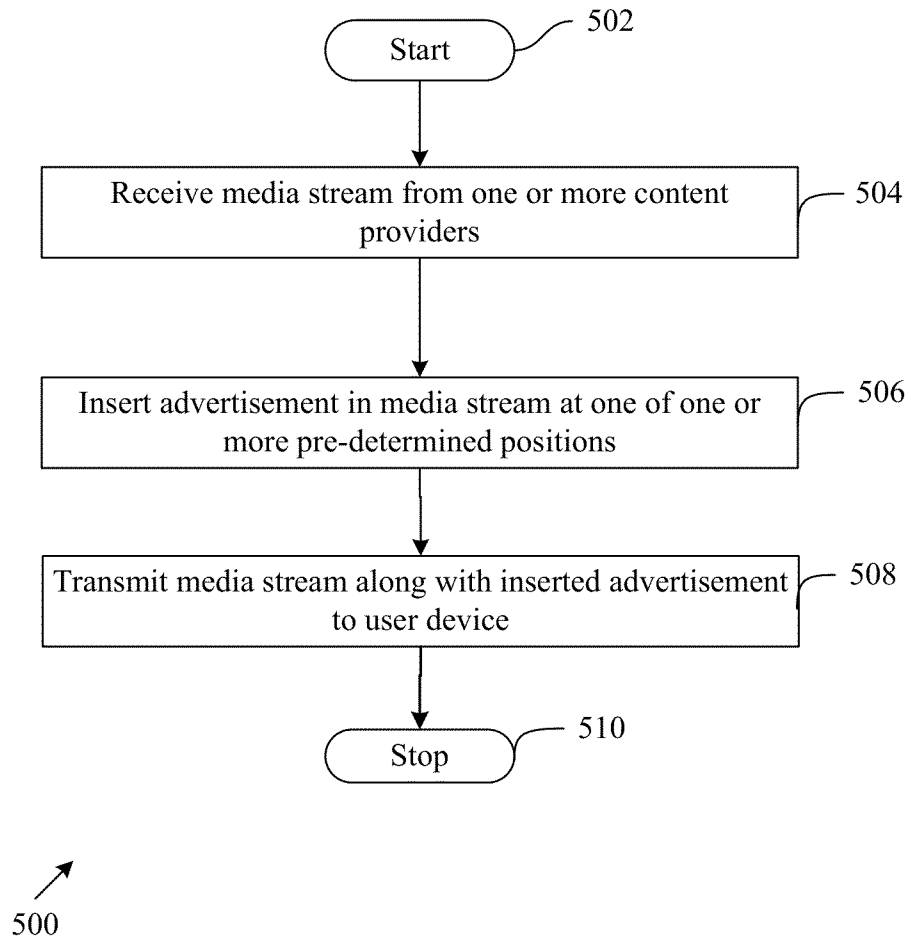 502
Start
Receive media stream from one or more content
providers
504
Insert advertisement in media stream at one of one or
more pre-determined positions
506
Transmit media stream along with inserted advertisement
to user device
508
Stop
510
500